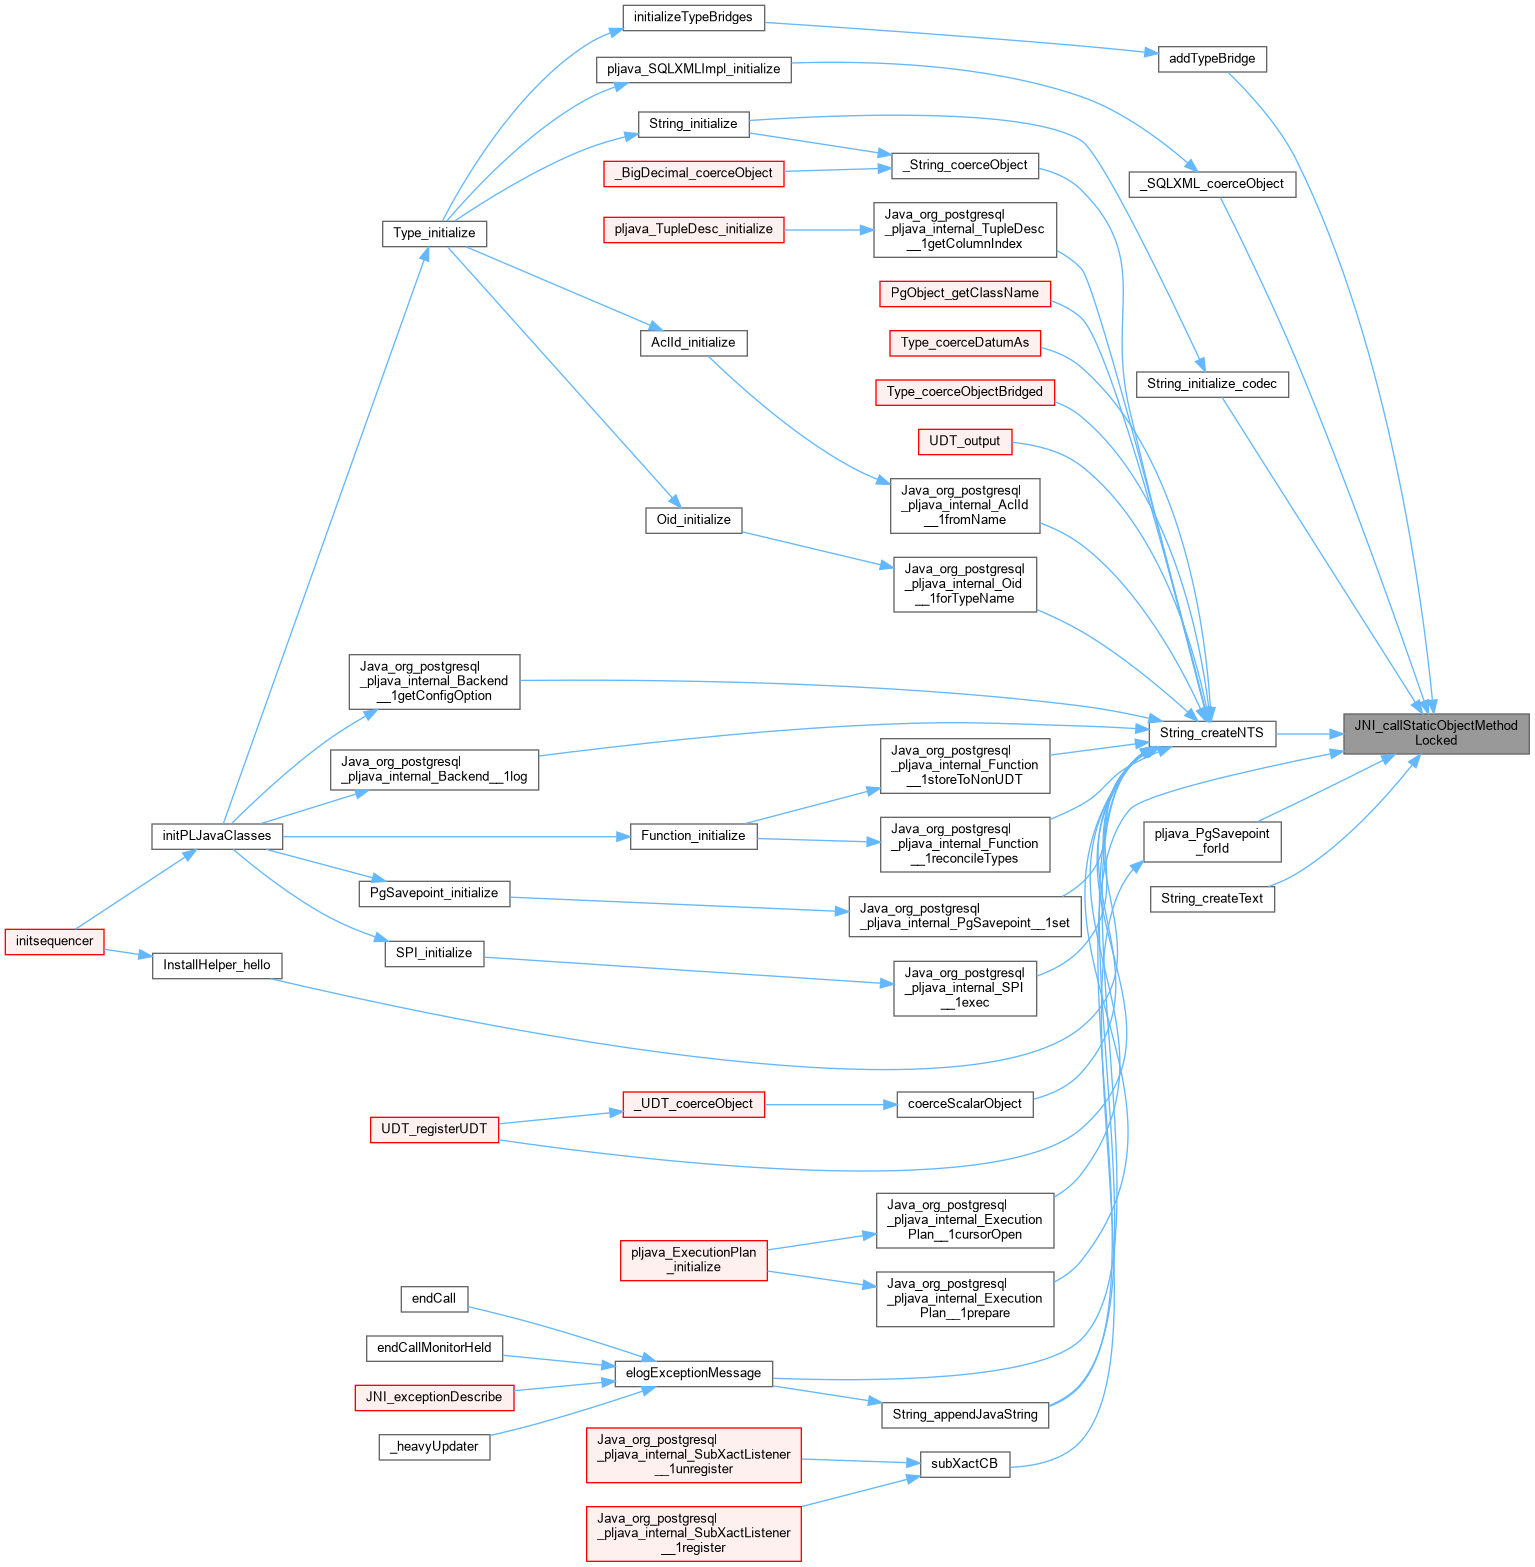 initializeTypeBridges
addTypeBridge
pljava_SQLXMLImpl_initialize
String_initialize
_String_coerceObject
_BigDecimal_coerceObject
_SQLXML_coerceObject
Java_org_postgresql
_pljava_internal_TupleDesc
__1getColumnIndex
pljava_TupleDesc_initialize
Type_initialize
PgObject_getClassName
AclId_initialize
Type_coerceDatumAs
String_initialize_codec
Type_coerceObjectBridged
UDT_output
Java_org_postgresql
_pljava_internal_AclId
__1fromName
Oid_initialize
Java_org_postgresql
_pljava_internal_Oid
__1forTypeName
Java_org_postgresql
_pljava_internal_Backend
__1getConfigOption
String_createNTS
JNI_callStaticObjectMethod
Locked
Java_org_postgresql
_pljava_internal_Backend__1log
Java_org_postgresql
_pljava_internal_Function
__1storeToNonUDT
initPLJavaClasses
Function_initialize
Java_org_postgresql
_pljava_internal_Function
__1reconcileTypes
pljava_PgSavepoint
_forId
PgSavepoint_initialize
Java_org_postgresql
_pljava_internal_PgSavepoint__1set
String_createText
initsequencer
InstallHelper_hello
SPI_initialize
Java_org_postgresql
_pljava_internal_SPI
__1exec
_UDT_coerceObject
coerceScalarObject
UDT_registerUDT
Java_org_postgresql
_pljava_internal_Execution
Plan__1cursorOpen
pljava_ExecutionPlan
_initialize
Java_org_postgresql
_pljava_internal_Execution
Plan__1prepare
endCall
endCallMonitorHeld
elogExceptionMessage
JNI_exceptionDescribe
String_appendJavaString
_heavyUpdater
Java_org_postgresql
_pljava_internal_SubXactListener
__1unregister
subXactCB
Java_org_postgresql
_pljava_internal_SubXactListener
__1register